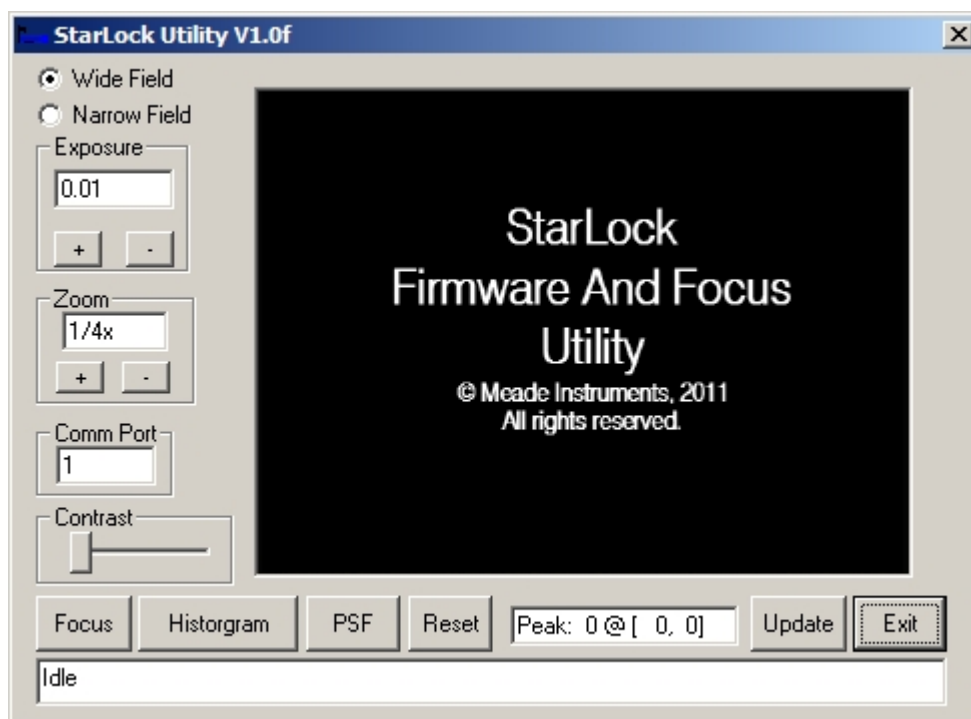 StarLock Utility V1.0f
Wide Field
Narrow Field
Exposure
0.01
+ -
Zoom
1/4x
+ -
Comm Port
1
Contrast
StarLock
Firmware And Focus
Utility
© Meade Instruments, 2011
All rights reserved.
Focus Historgram PSF Reset Peak: 0 @ [ 0, 0] Update Exit
Idle